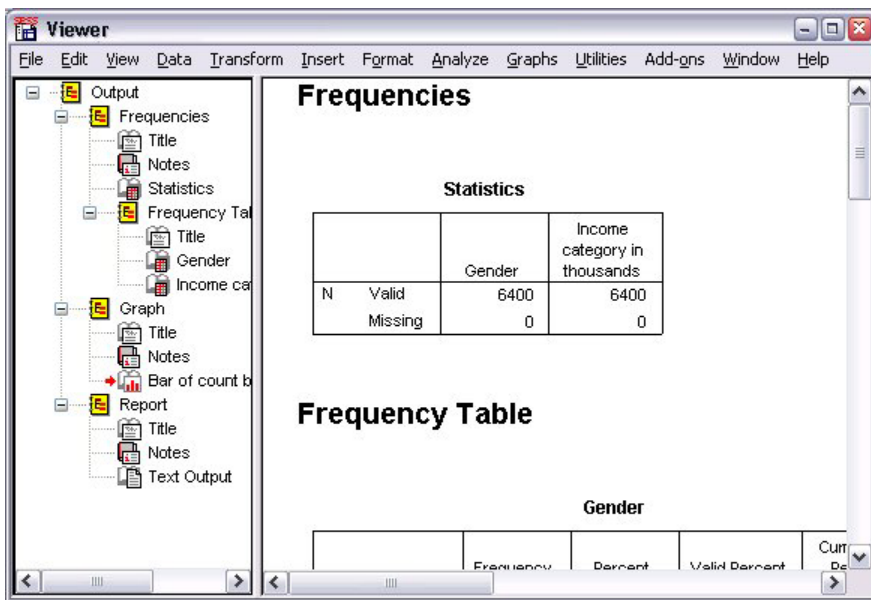 Viewer
File Edit View Data Transform Insert Format Analyze Graphs Utilities Add-ons Window Help
Output
Frequencies
Title
Notes
Statistics
Frequency Tal
Title
Gender
Income ca
Graph
Title
Notes
Bar of count b
Report
Title
Notes
Text Output
Frequencies
Statistics
Gender Income category in thousands
N Valid 6400 6400
Missing 0 0
Frequency Table
Gender
Frequency Percent Valid Percent